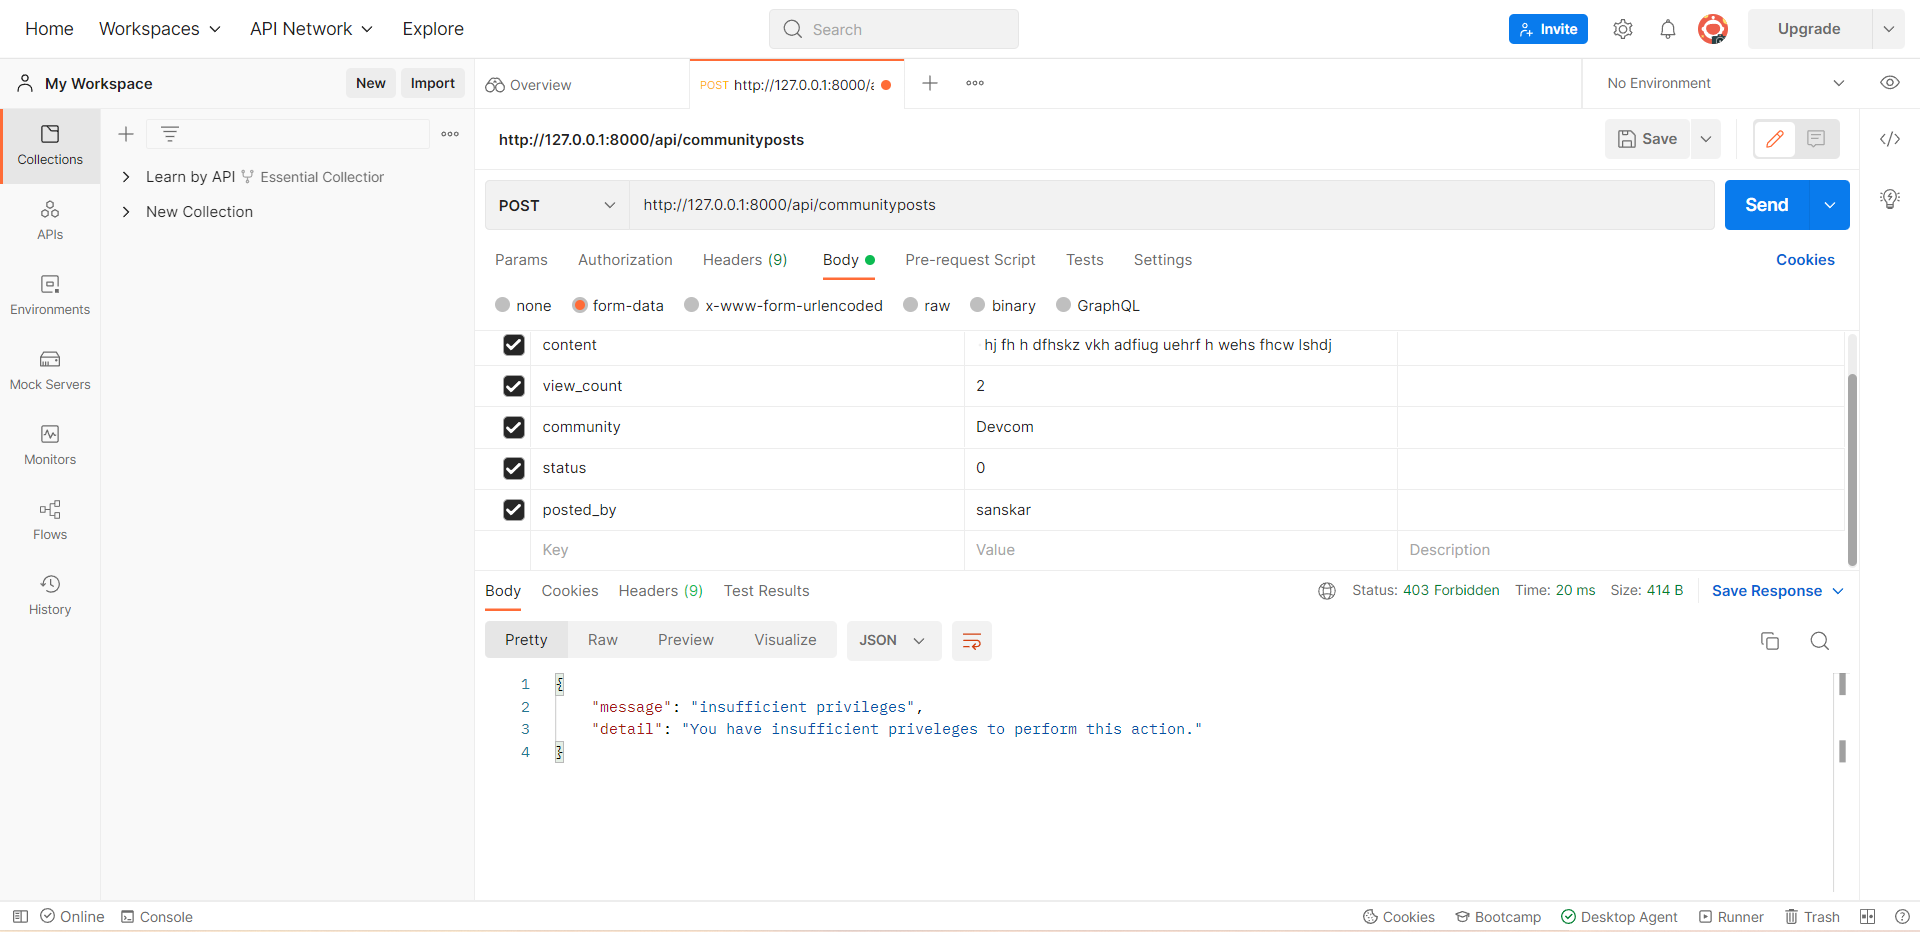 Home Workspaces API Network Explore Search Invite Upgrade
My Workspace New Import Overview POST http://127.0.0.1:8000/a No Environment
http://127.0.0.1:8000/api/communityposts Save
Collections
Learn by API Essential Collection
New Collection
APIs
Environments
Mock Servers
Monitors
Flows
History
POST http://127.0.0.1:8000/api/communityposts Send
Params Authorization Headers (9) Body Pre-request Script Tests Settings Cookies
none form-data x-www-form-urlencoded raw binary GraphQL
content hj fh h dfhskz vkh adfiug uehrf h wehs fhcw lshdj
view_count 2
community Devcom
status 0
posted_by sanskar
Key Value Description
Body Cookies Headers (9) Test Results Status: 403 Forbidden Time: 20 ms Size: 414 B Save Response
Pretty Raw Preview Visualize JSON
1 {
2 "message": "insufficient privileges",
3 "detail": "You have insufficient priveleges to perform this action."
4 }
Online Console Cookies Bootcamp Desktop Agent Runner Trash